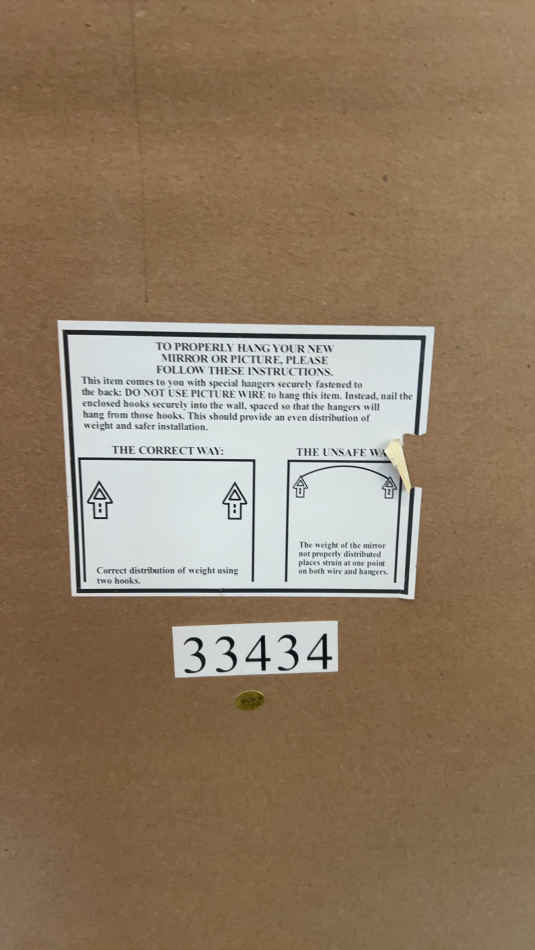 TO PROPERLY HANG YOUR NEW
MIRROR OR PICTURE, PLEASE
FOLLOW THESE INSTRUCTIONS.
This item comes to you with special hangers securely fastened to
the back: DO NOT USE PICTURE WIRE to hang this item. Instead, nail the
enclosed hooks securely into the wall, spaced so that the hangers will
hang from those hooks. This should provide an even distribution of
weight and safer installation.
THE CORRECT WAY:
Correct distribution of weight using
two hooks.
THE UNSAFE WA
The weight of the mirror
not properly distributed
places strain at one point
on both wire and hangers.
33434